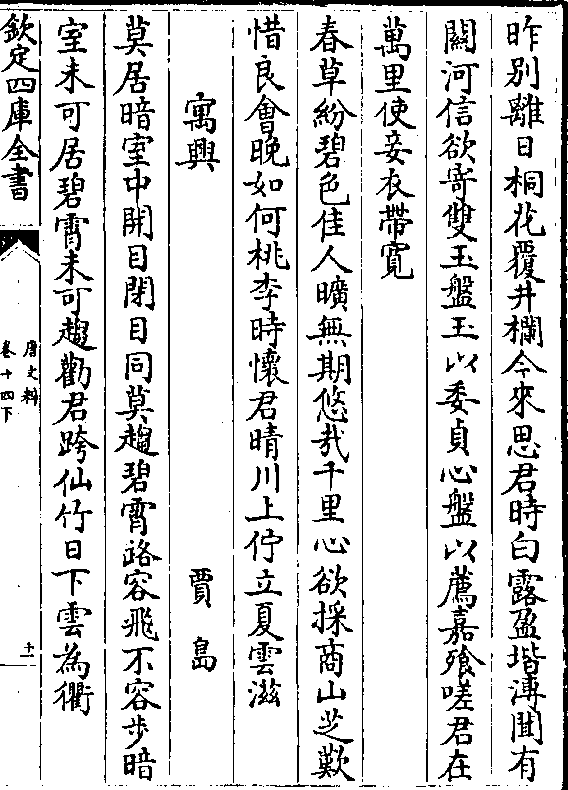 昨别離日桐花覆井欄今來思君時白露盈堦溥聞有
關河信欲寄雙玉盤玉以委貞心盤以薦嘉飱嗟君在
萬里使妾衣帶寛
春草紛碧色佳人曠無期悠哉千里心欲採商山芝歎
惜良會晚如何桃李時懷君晴川上佇立夏雲滋
寓興　賈島
莫居暗室中開目閉目同莫趨碧霄路容飛不容步暗
室未可居碧霄未可趨勸君跨仙竹日下雲為衢
欽定四庫全書
唐文粹
卷十四下
十一